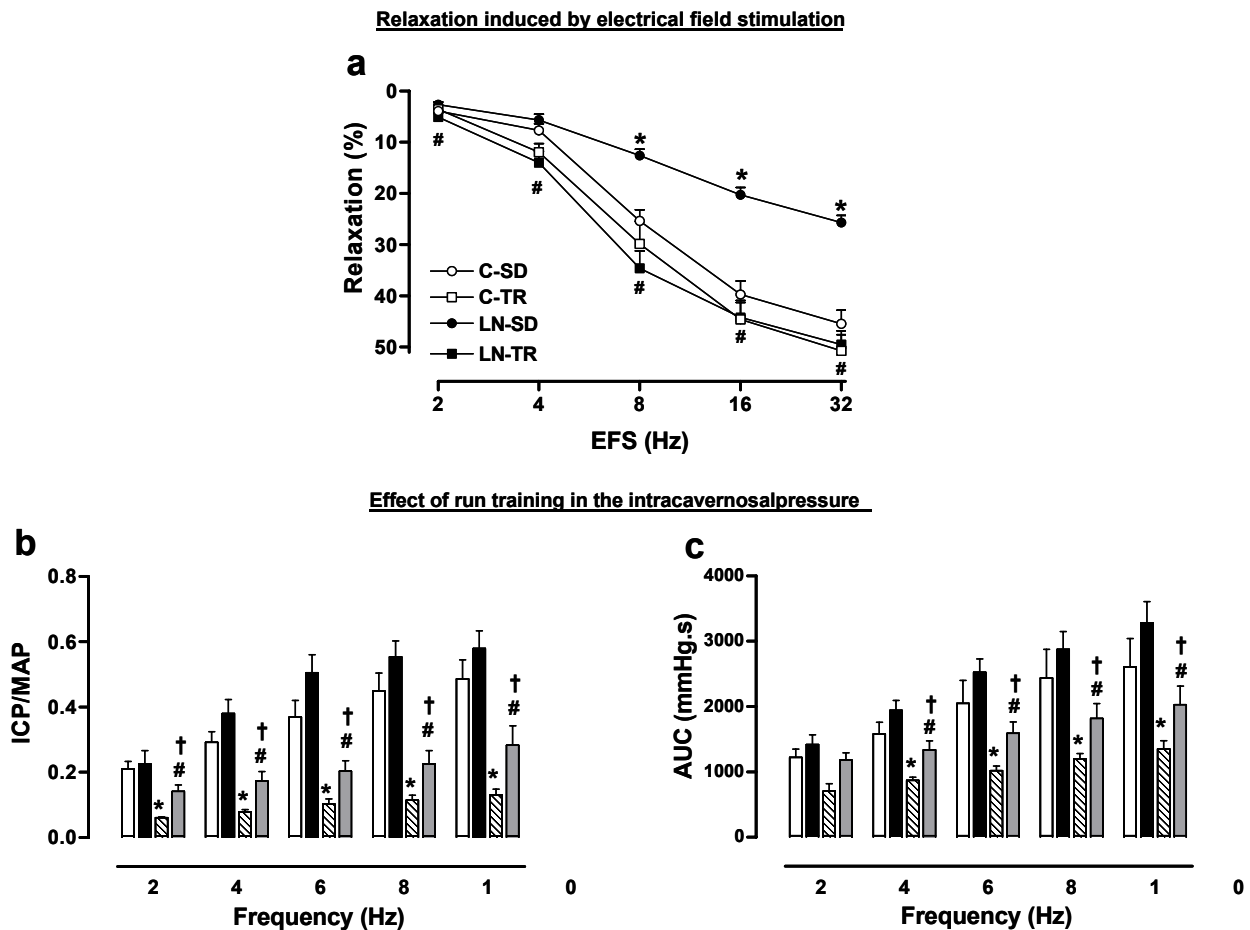 Relaxation induced by electrical field stimulation
a
Relaxation (%)
0
10
20
30
40
50
* * *
# # # # #
C-SD
C-TR
LN-SD
LN-TR
2 4 8 16 32
EFS (Hz)
Effect of run training in the intracavernosalpressure
b
ICP/MAP
0.8
0.6
0.4
0.2
0.0
* * * * *
† † † † †
# # # # #
2 4 6 8 1 0
Frequency (Hz)
c
AUC (mmHg.s)
4000
3000
2000
1000
0
* * * *
† † † †
# # # #
2 4 6 8 1 0
Frequency (Hz)